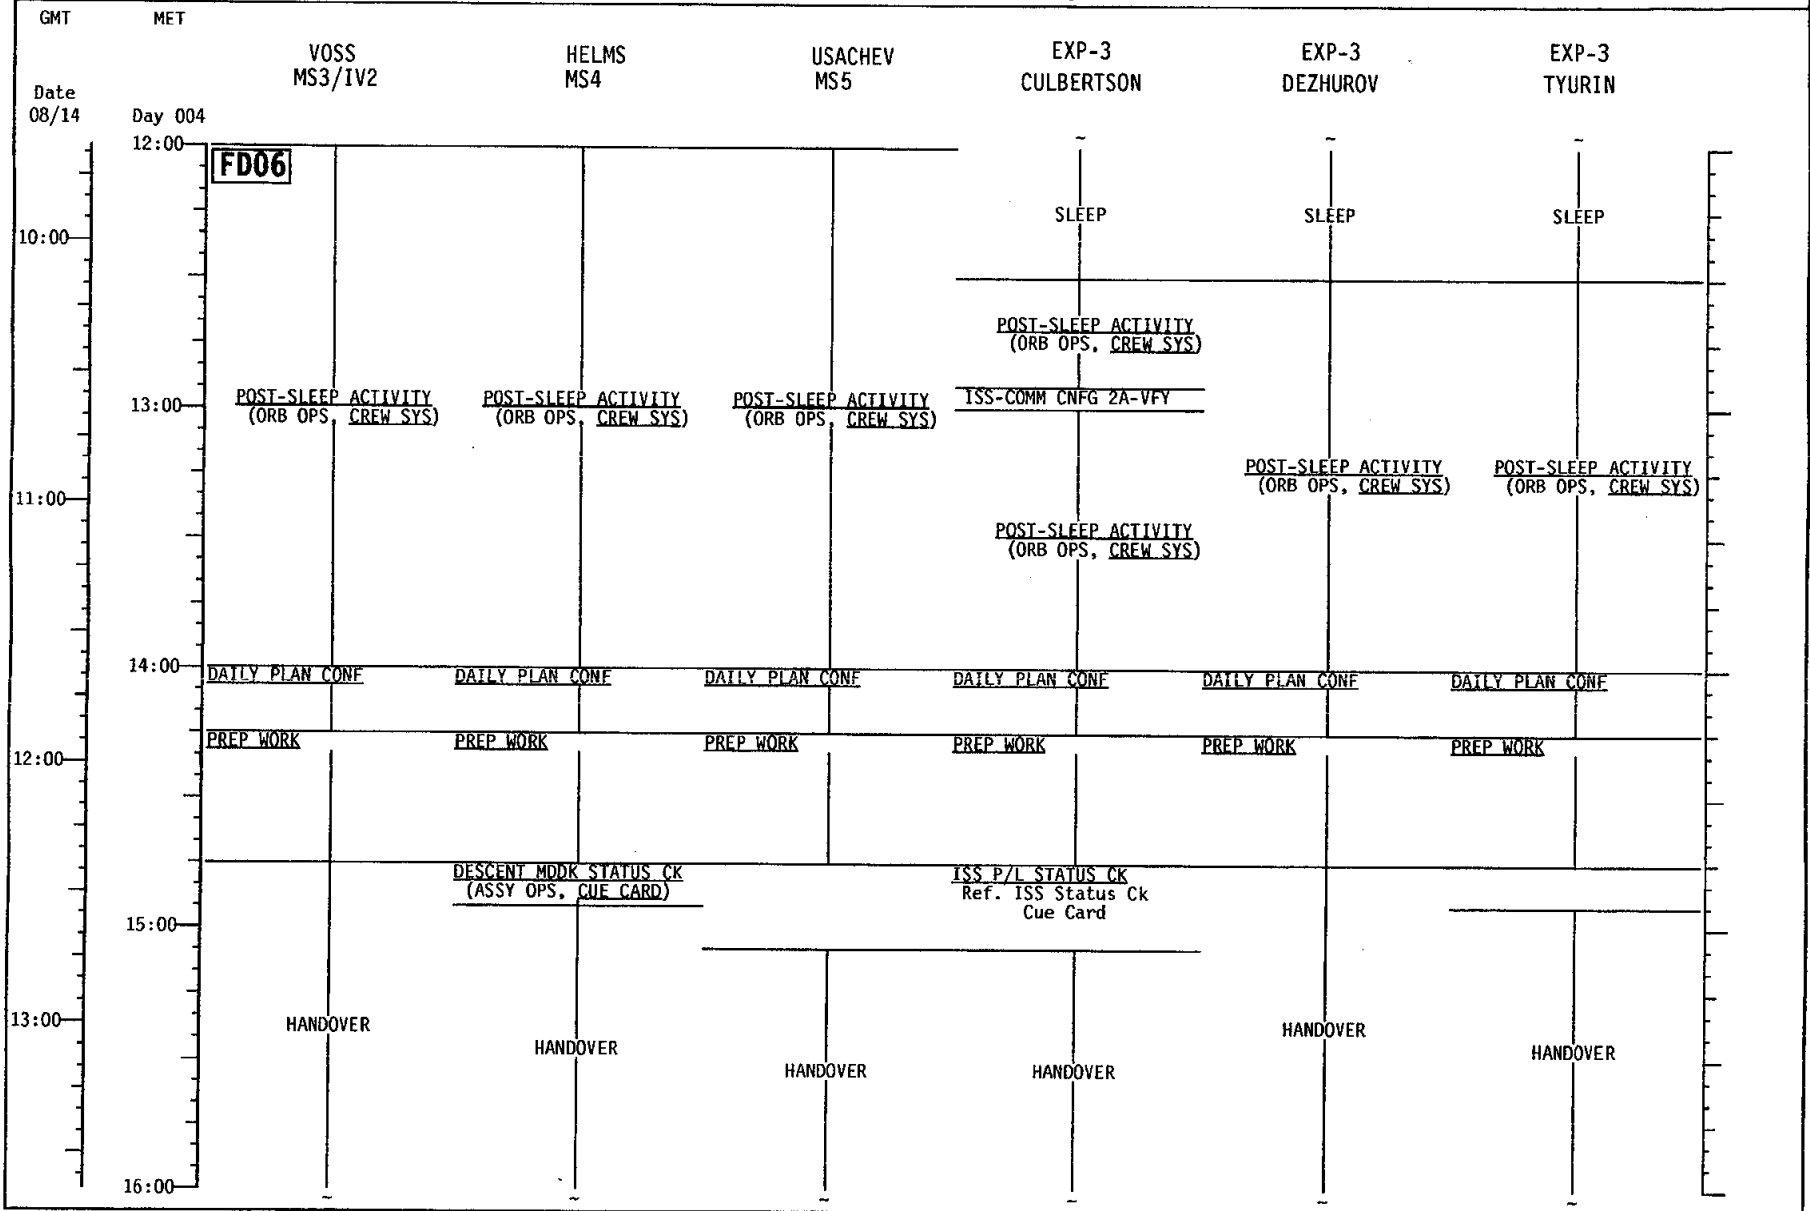 GMT MET
VOSS HELMS USACHEV EXP-3 EXP-3 EXP-3
MS3/IV2 MS4 MS5 CULBERTSON DEZHUROV TYURIN
Date
08/14 Day 004
12:00 ~ ~ ~
FD06
SLEEP SLEEP SLEEP
10:00
POST-SLEEP ACTIVITY
(ORB OPS, CREW SYS)
POST-SLEEP ACTIVITY POST-SLEEP ACTIVITY POST-SLEEP ACTIVITY ISS-COMM CNFG 2A-VFY
13:00 (ORB OPS, CREW SYS) (ORB OPS, CREW SYS) (ORB OPS, CREW SYS)
POST-SLEEP ACTIVITY POST-SLEEP ACTIVITY
(ORB OPS, CREW SYS) (ORB OPS, CREW SYS)
11:00
POST-SLEEP ACTIVITY
(ORB OPS, CREW SYS)
14:00
DAILY PLAN CONF DAILY PLAN CONF DAILY PLAN CONF DAILY PLAN CONF DAILY PLAN CONF DAILY PLAN CONF
PREP WORK PREP WORK PREP WORK PREP WORK PREP WORK PREP WORK
12:00
DESCENT MDDK STATUS CK ISS P/L STATUS CK
(ASSY OPS, CUE CARD) Ref. ISS Status Ck
Cue Card
15:00
13:00 HANDOVER HANDOVER
HANDOVER HANDOVER
HANDOVER HANDOVER
16:00
~ ~ ~ ~ ~ ~